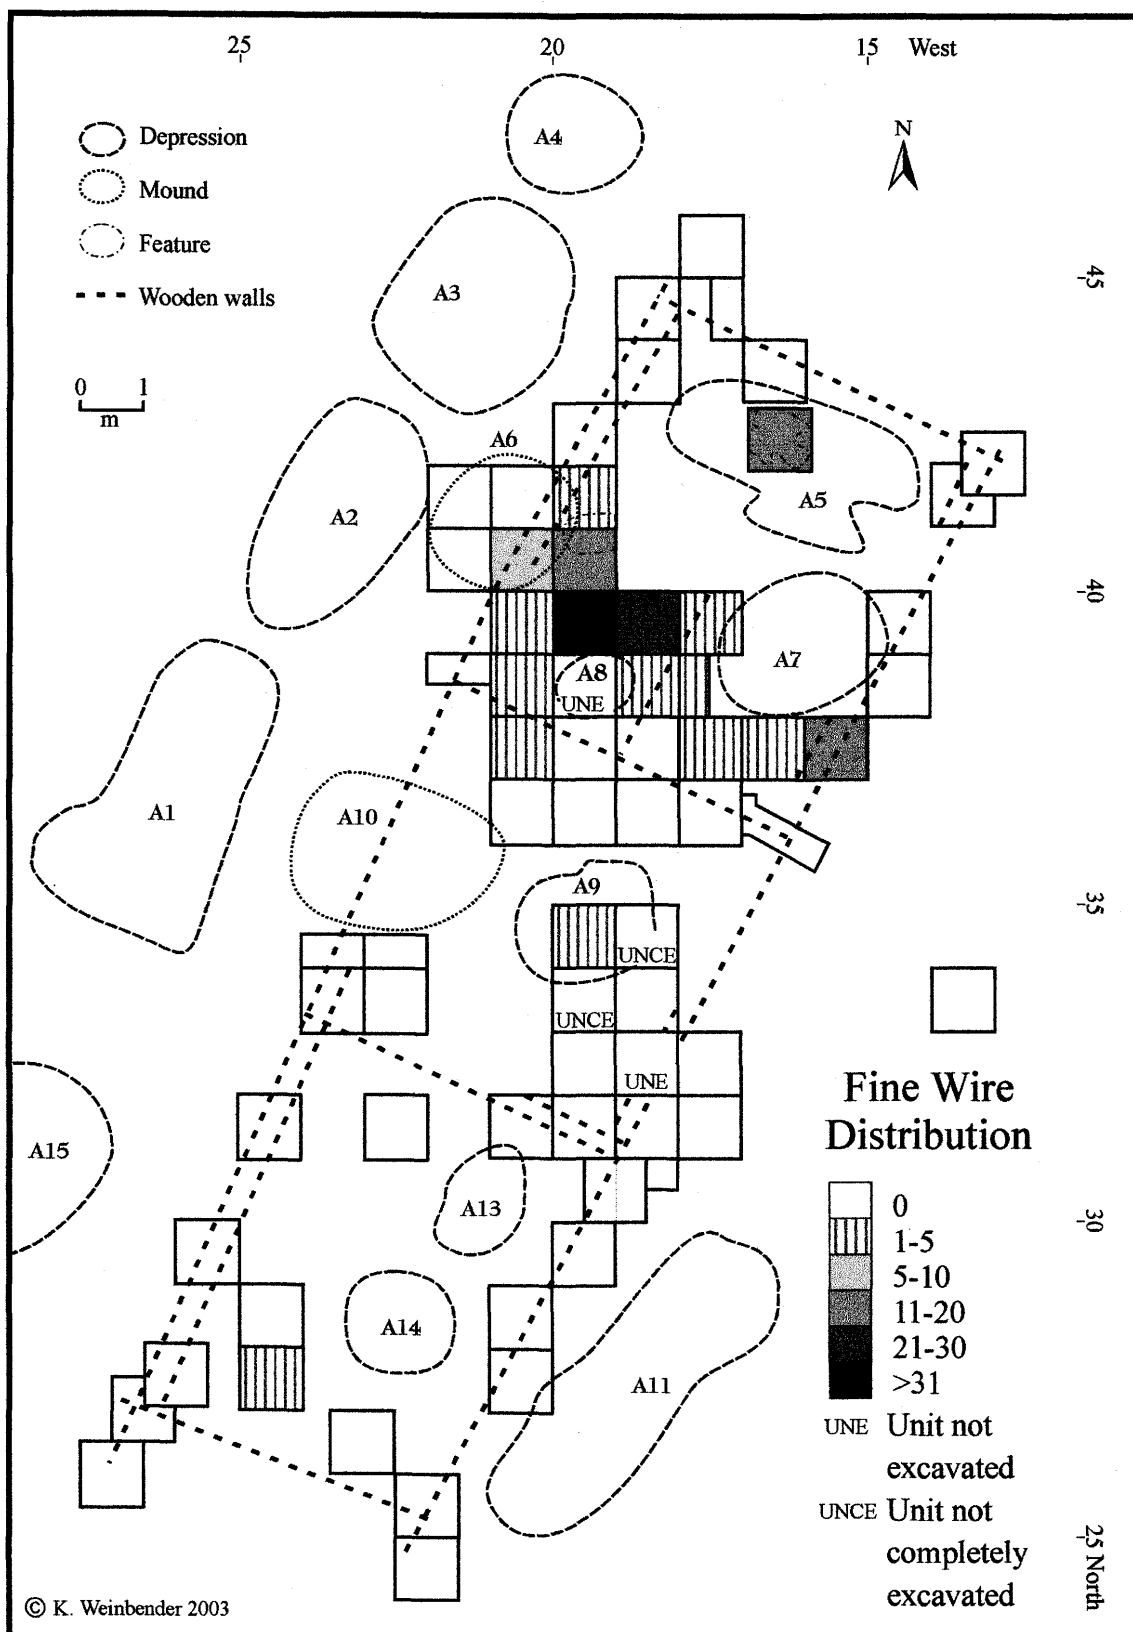 25
20
15
West
Depression
Mound
Feature
Wooden walls
0 1
m
N
A4
A3
45
A6
A2
A5
40
A8
UNE
A7
A1
A10
A9
35
UNCE
UNCE
UNE
A15
A13
30
A14
A11
Fine Wire
Distribution
0
1-5
5-10
11-20
21-30
>31
UNE Unit not
excavated
UNCE Unit not
completely
excavated
25 North
© K. Weinbender 2003